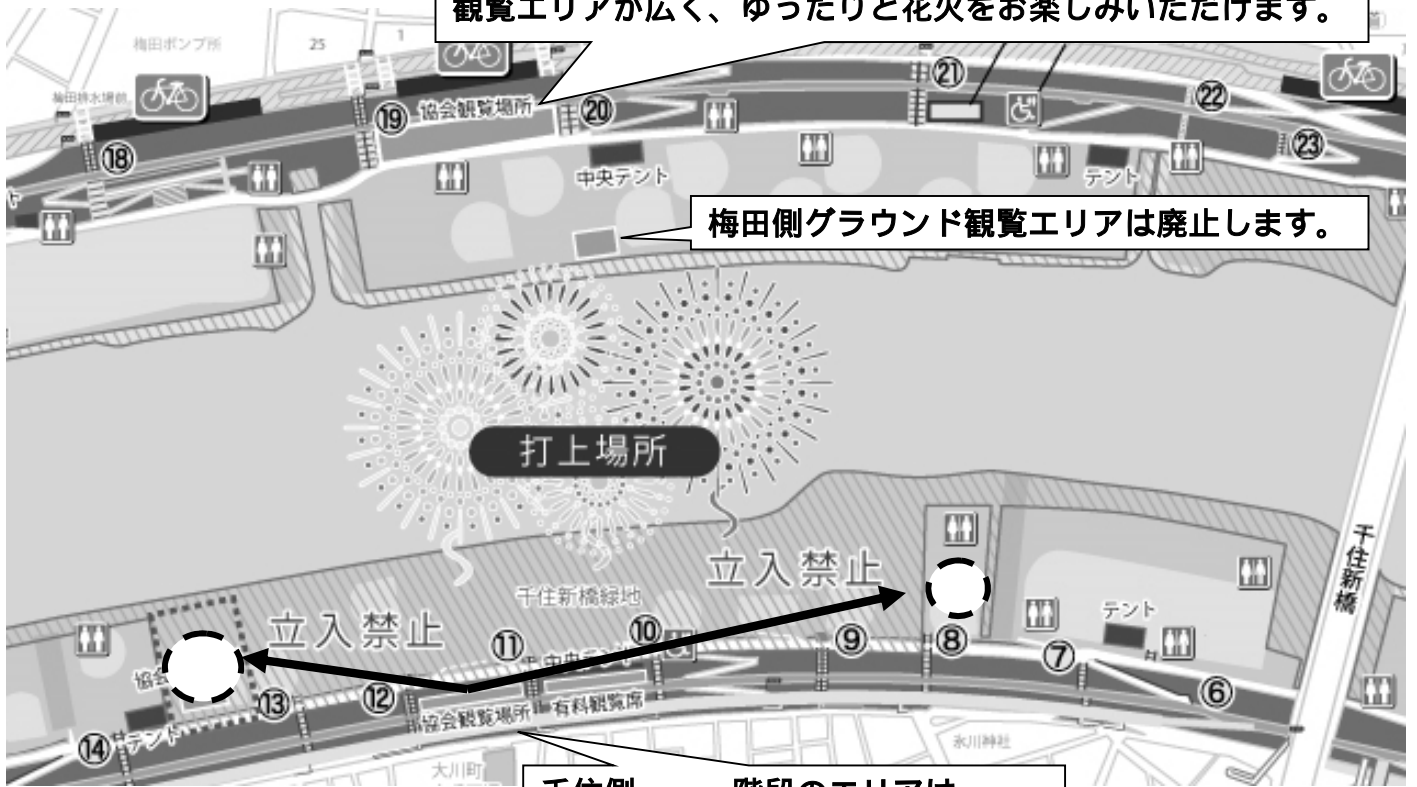 観覧エリアが広く、ゆったりと花火をお楽しみいただけます。
梅田ポンプ所
25
1
梅田排水場前
⑱
⑲
協会観覧場所
⑳
㉑
㉒
㉓
中央テント
テント
梅田側グラウンド観覧エリアは廃止します。
打上場所
立入禁止
千住新橋緑地
立入禁止
千住新橋
テント
⑭
テント
⑬
⑫
⑪
中央テント
⑩
⑨
⑧
⑦
⑥
協会観覧場所
有料観覧席
氷川神社
大川町
千住側
階段のエリアは